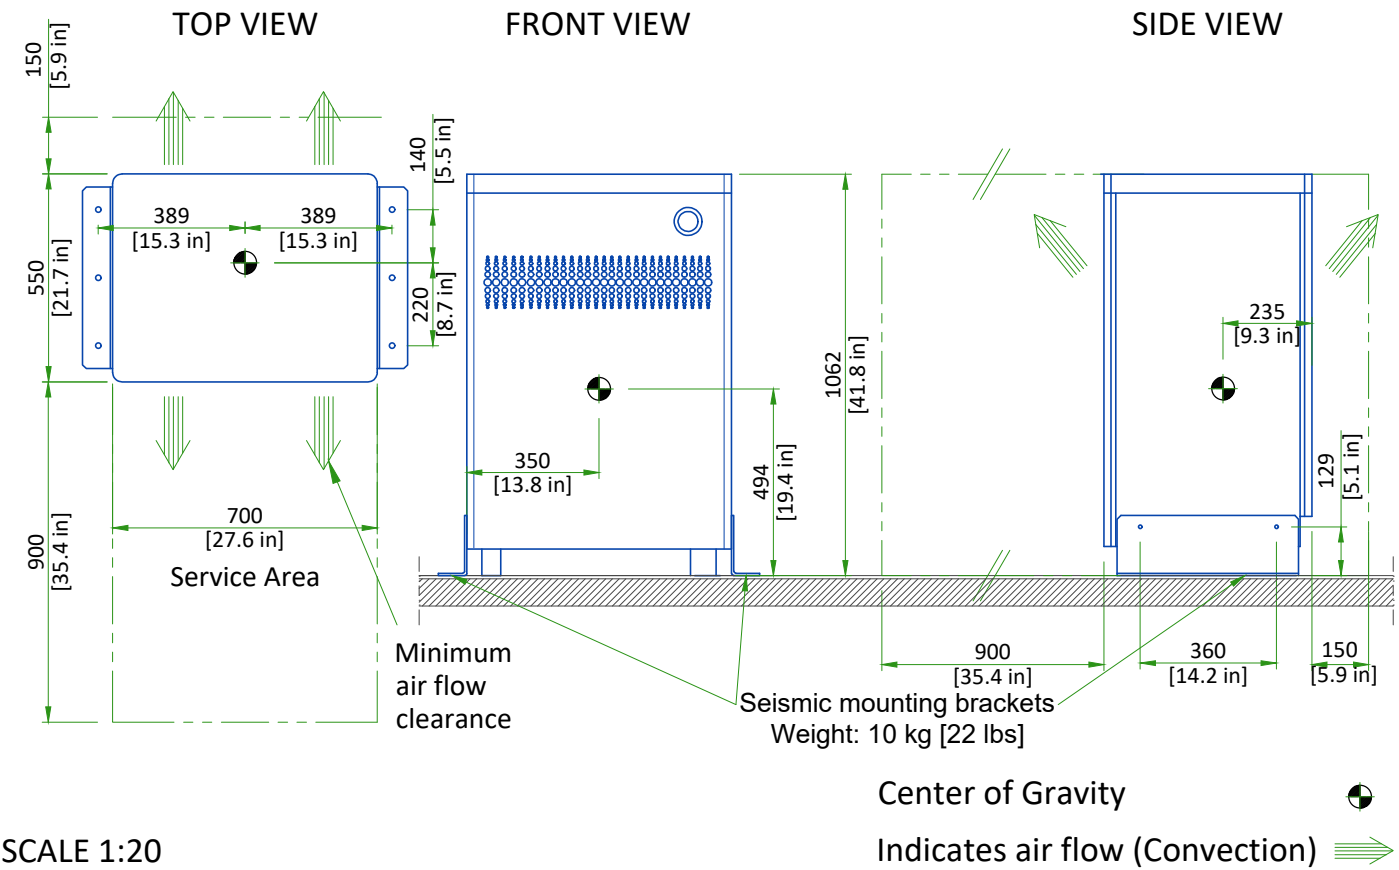 TOP VIEW
FRONT VIEW
SIDE VIEW
150
[5.9 in]
140
[5.5 in]
389
[15.3 in]
389
[15.3 in]
550
[21.7 in]
220
[8.7 in]
900
[35.4 in]
700
[27.6 in]
Service Area
Minimum
air flow
clearance
350
[13.8 in]
494
[19.4 in]
1062
[41.8 in]
235
[9.3 in]
129
[5.1 in]
900
[35.4 in]
360
[14.2 in]
150
[5.9 in]
Seismic mounting brackets
Weight: 10 kg [22 lbs]
Center of Gravity
Indicates air flow (Convection)
SCALE 1:20